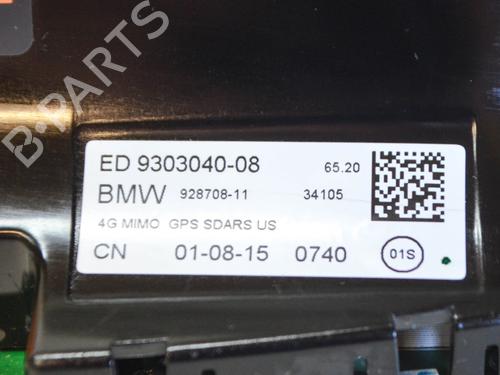 B-PARTS
ED 9303040-08 65.20
BMW 928708-11 34105
4G MIMO GPS SDARS US
CN 01-08-15 0740 01S